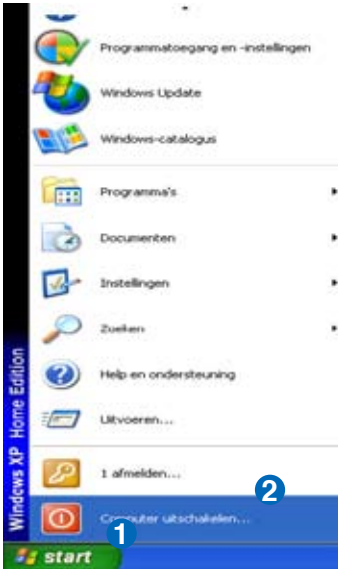 Programmatoegang en -instellingen
Windows Update
Windows-catalogus
Programma's
Documenten
Instellingen
Zoeken
Help en ondersteuning
Uitvoeren...
1 afmelden...
2
Computer uitschakelen...
1
Windows XP Home Edition
start